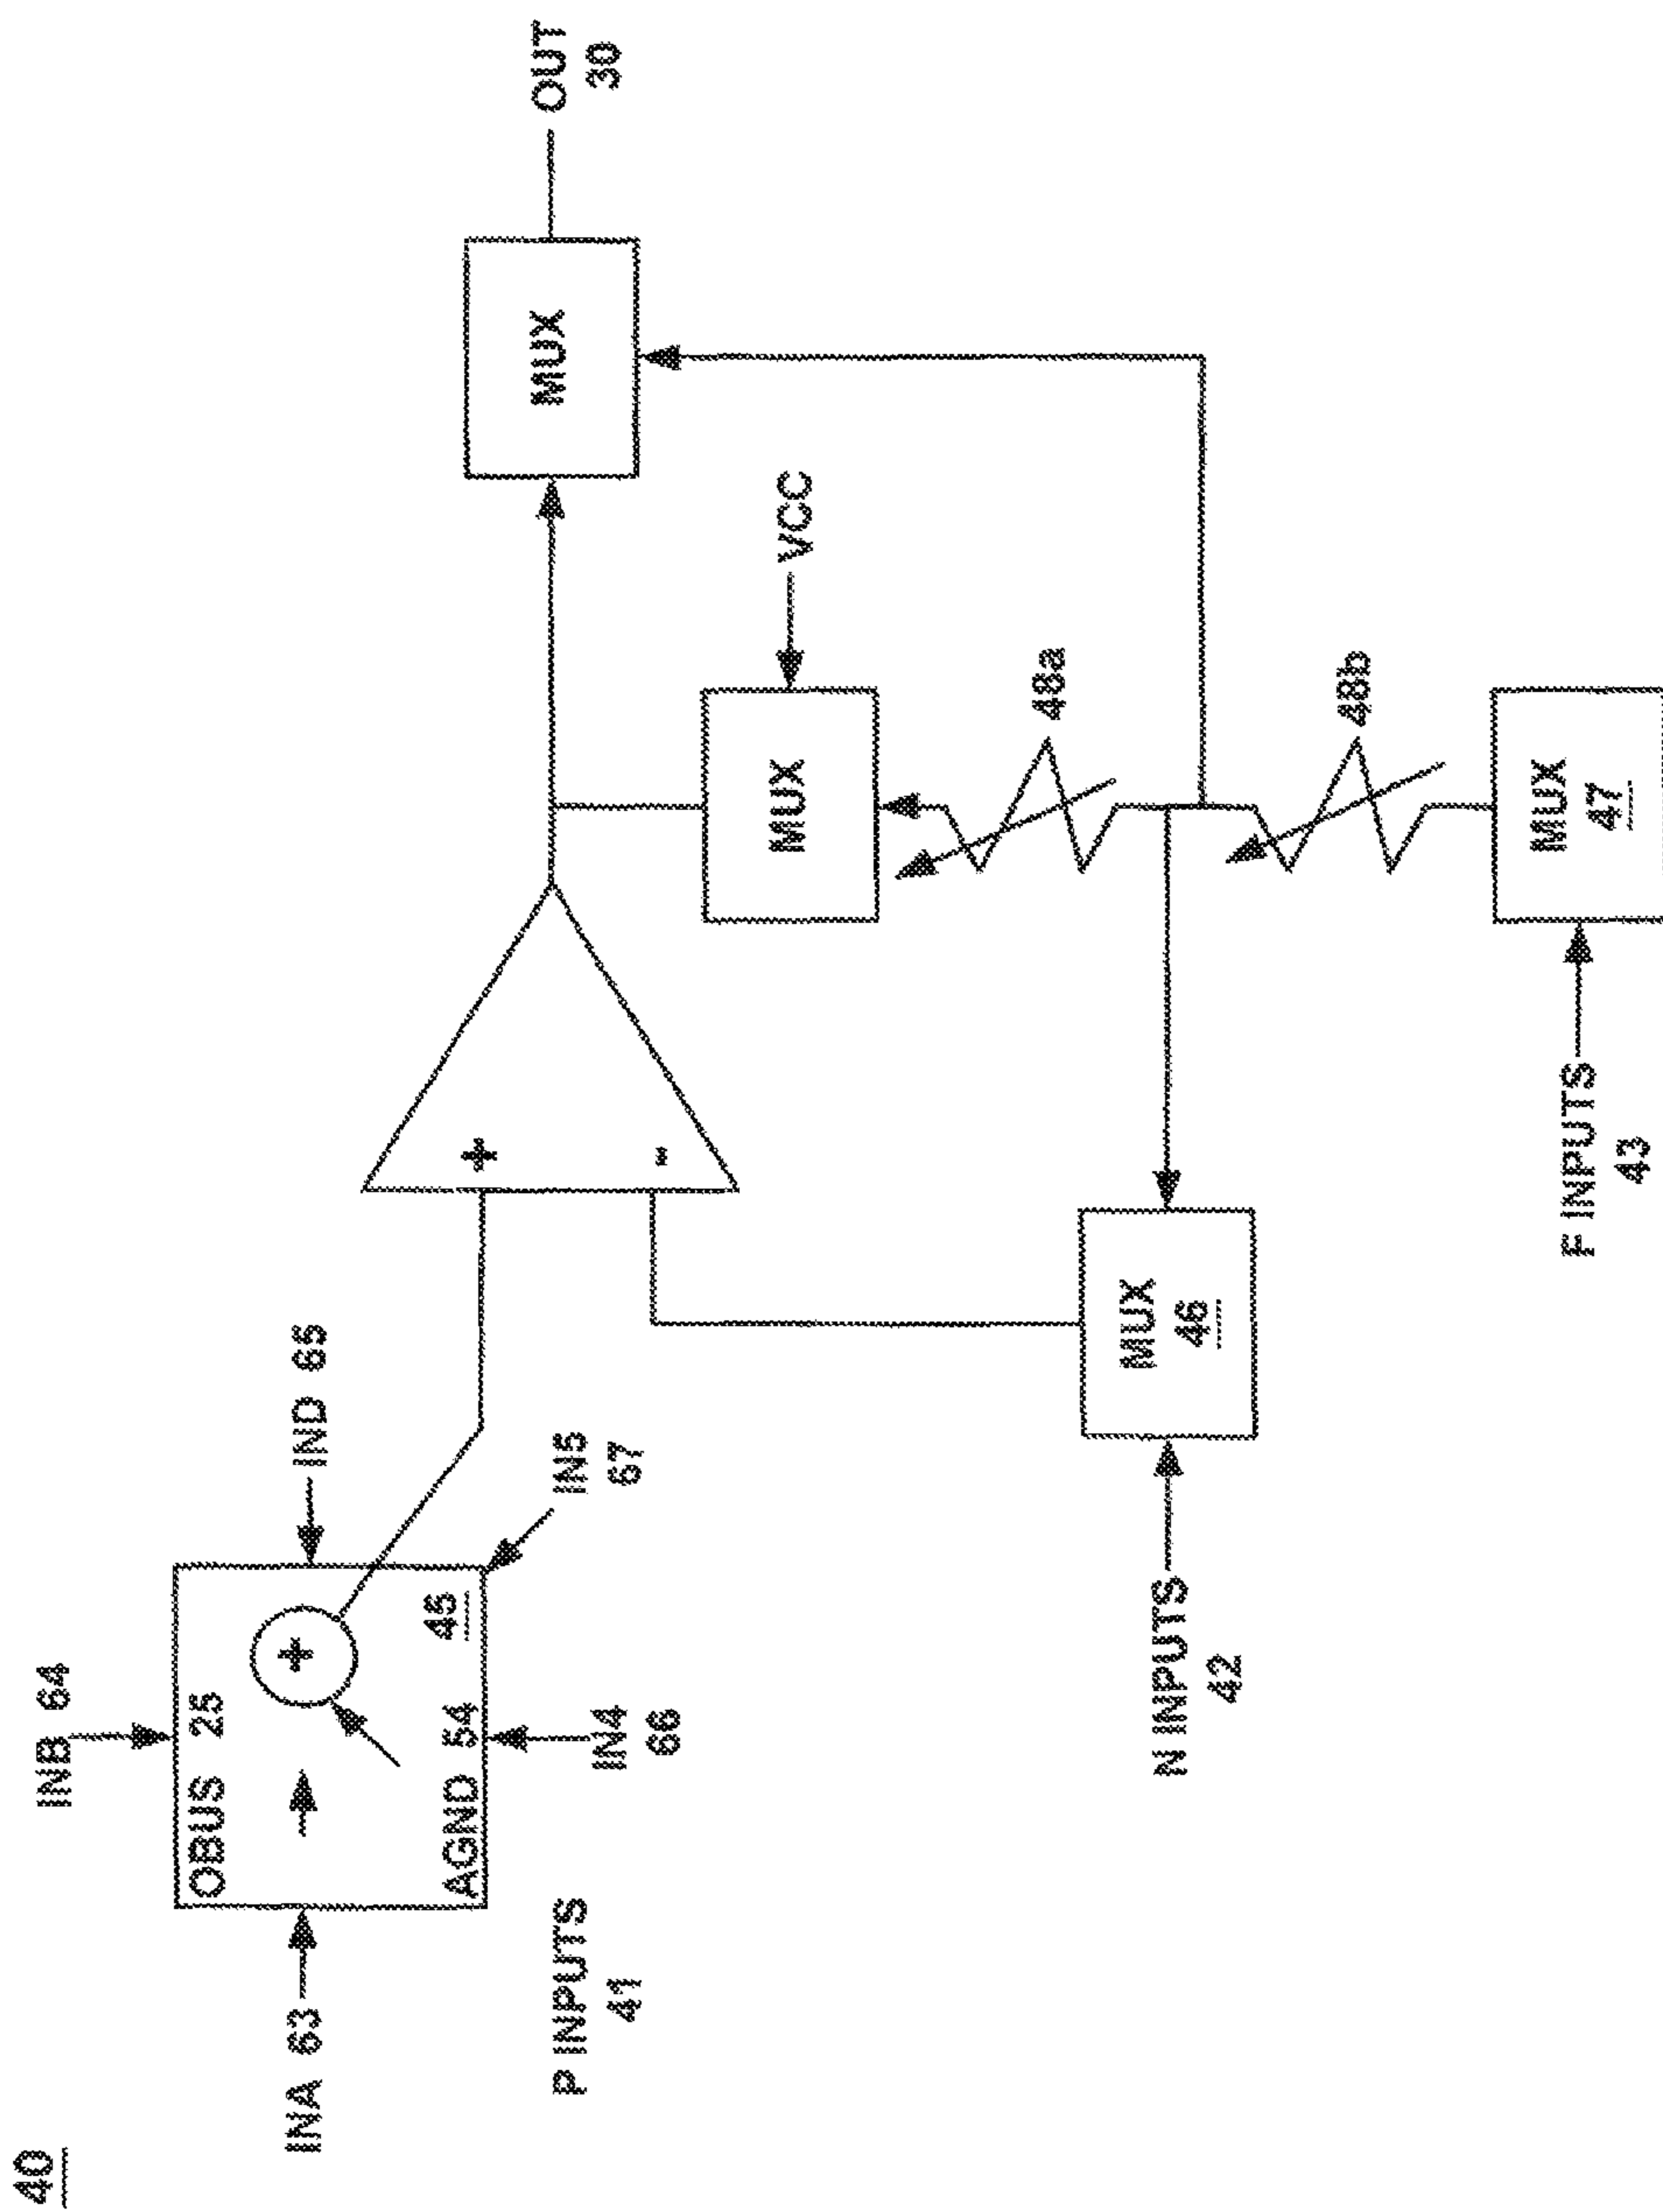 40
INB 64
OBUS 25
INA 63
+
IND 65
45
AGND 54
IN5
67
IN4
66
P INPUTS
41
+
-
MUX
OUT
30
VCC
MUX
48a
48b
MUX
46
N INPUTS
42
MUX
47
F INPUTS
43